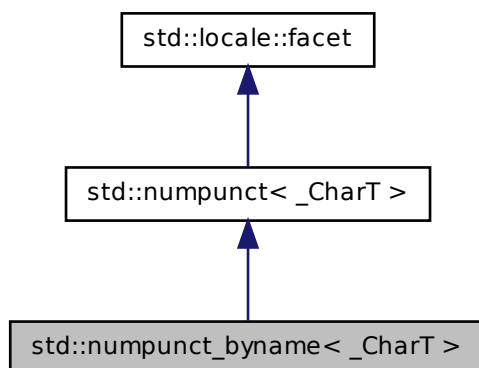 std::locale::facet
std::numpunct< _CharT >
std::numpunct_byname< _CharT >